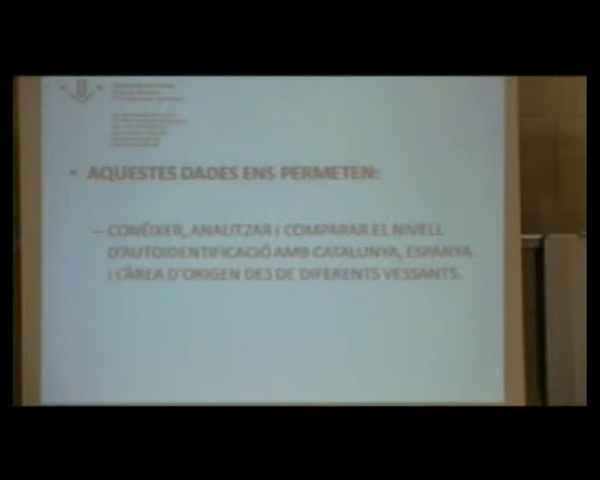 • AQUESTES DADES ENS PERMETEN:
– CONÈIXER, ANALITZAR I COMPARAR EL NIVELL
D'AUTOIDENTIFICACIÓ AMB CATALUNYA, ESPANYA
I L'ÀREA D'ORIGEN DES DE DIFERENTS VESSANTS.